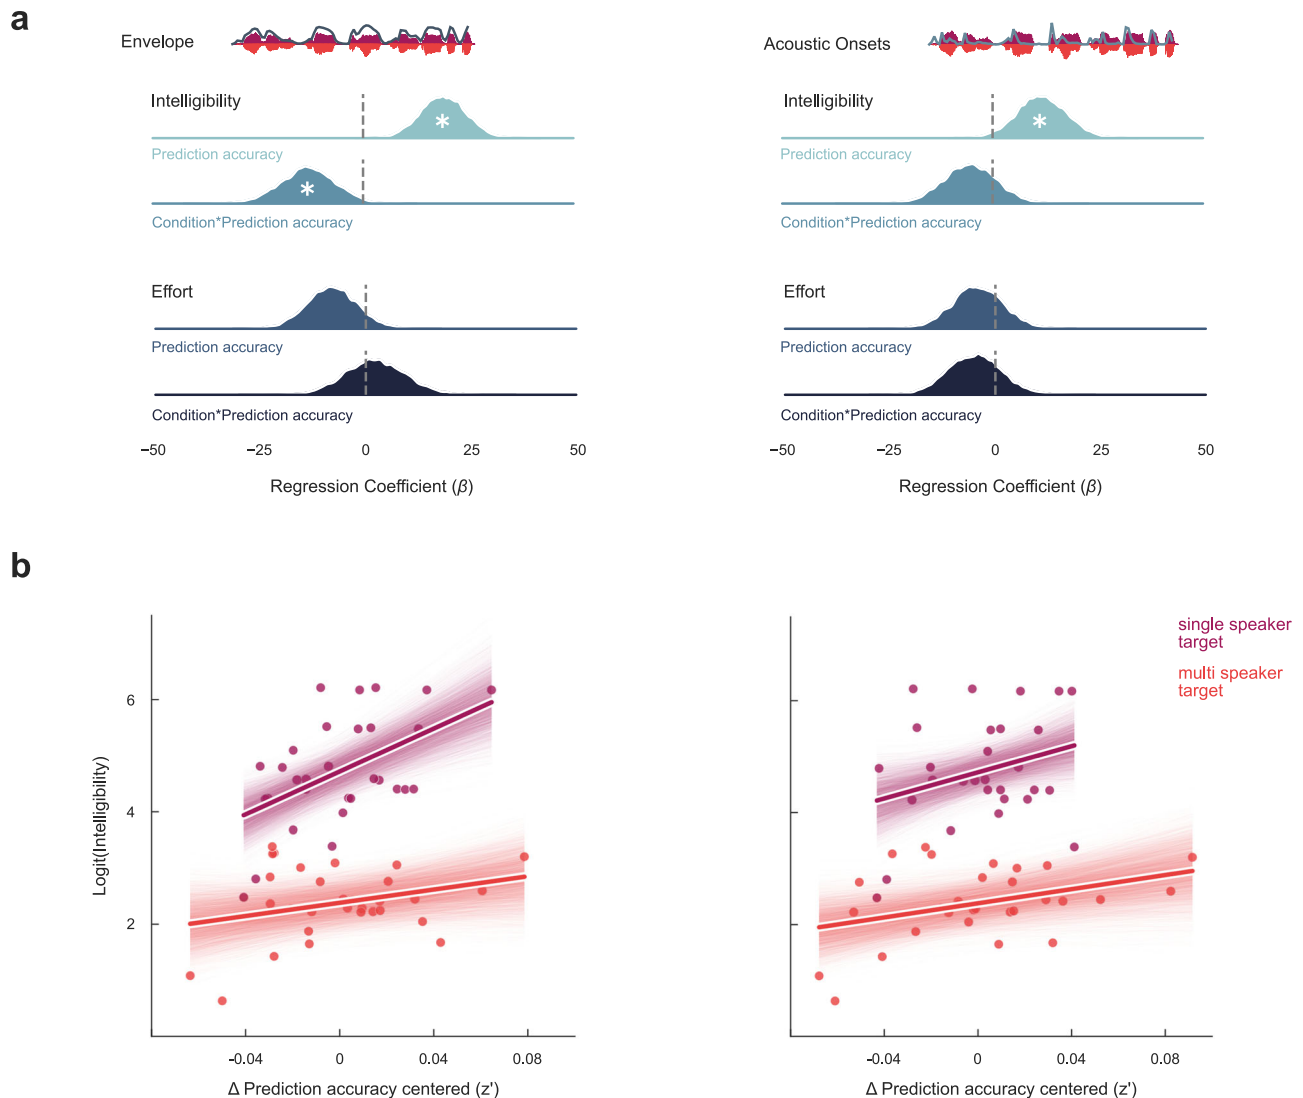 a
Envelope
Acoustic Onsets
Intelligibility
Intelligibility
*
*
Prediction accuracy
Prediction accuracy
*
Condition*Prediction accuracy
Condition*Prediction accuracy
Effort
Effort
Prediction accuracy
Prediction accuracy
Condition*Prediction accuracy
Condition*Prediction accuracy
−50 −25 0 25 50
−50 −25 0 25 50
Regression Coefficient (β)
Regression Coefficient (β)
b
single speaker
target
multi speaker
target
Logit(Intelligibility)
6
4
2
-0.04 0 0.04 0.08
-0.04 0 0.04 0.08
Δ Prediction accuracy centered (z')
Δ Prediction accuracy centered (z')